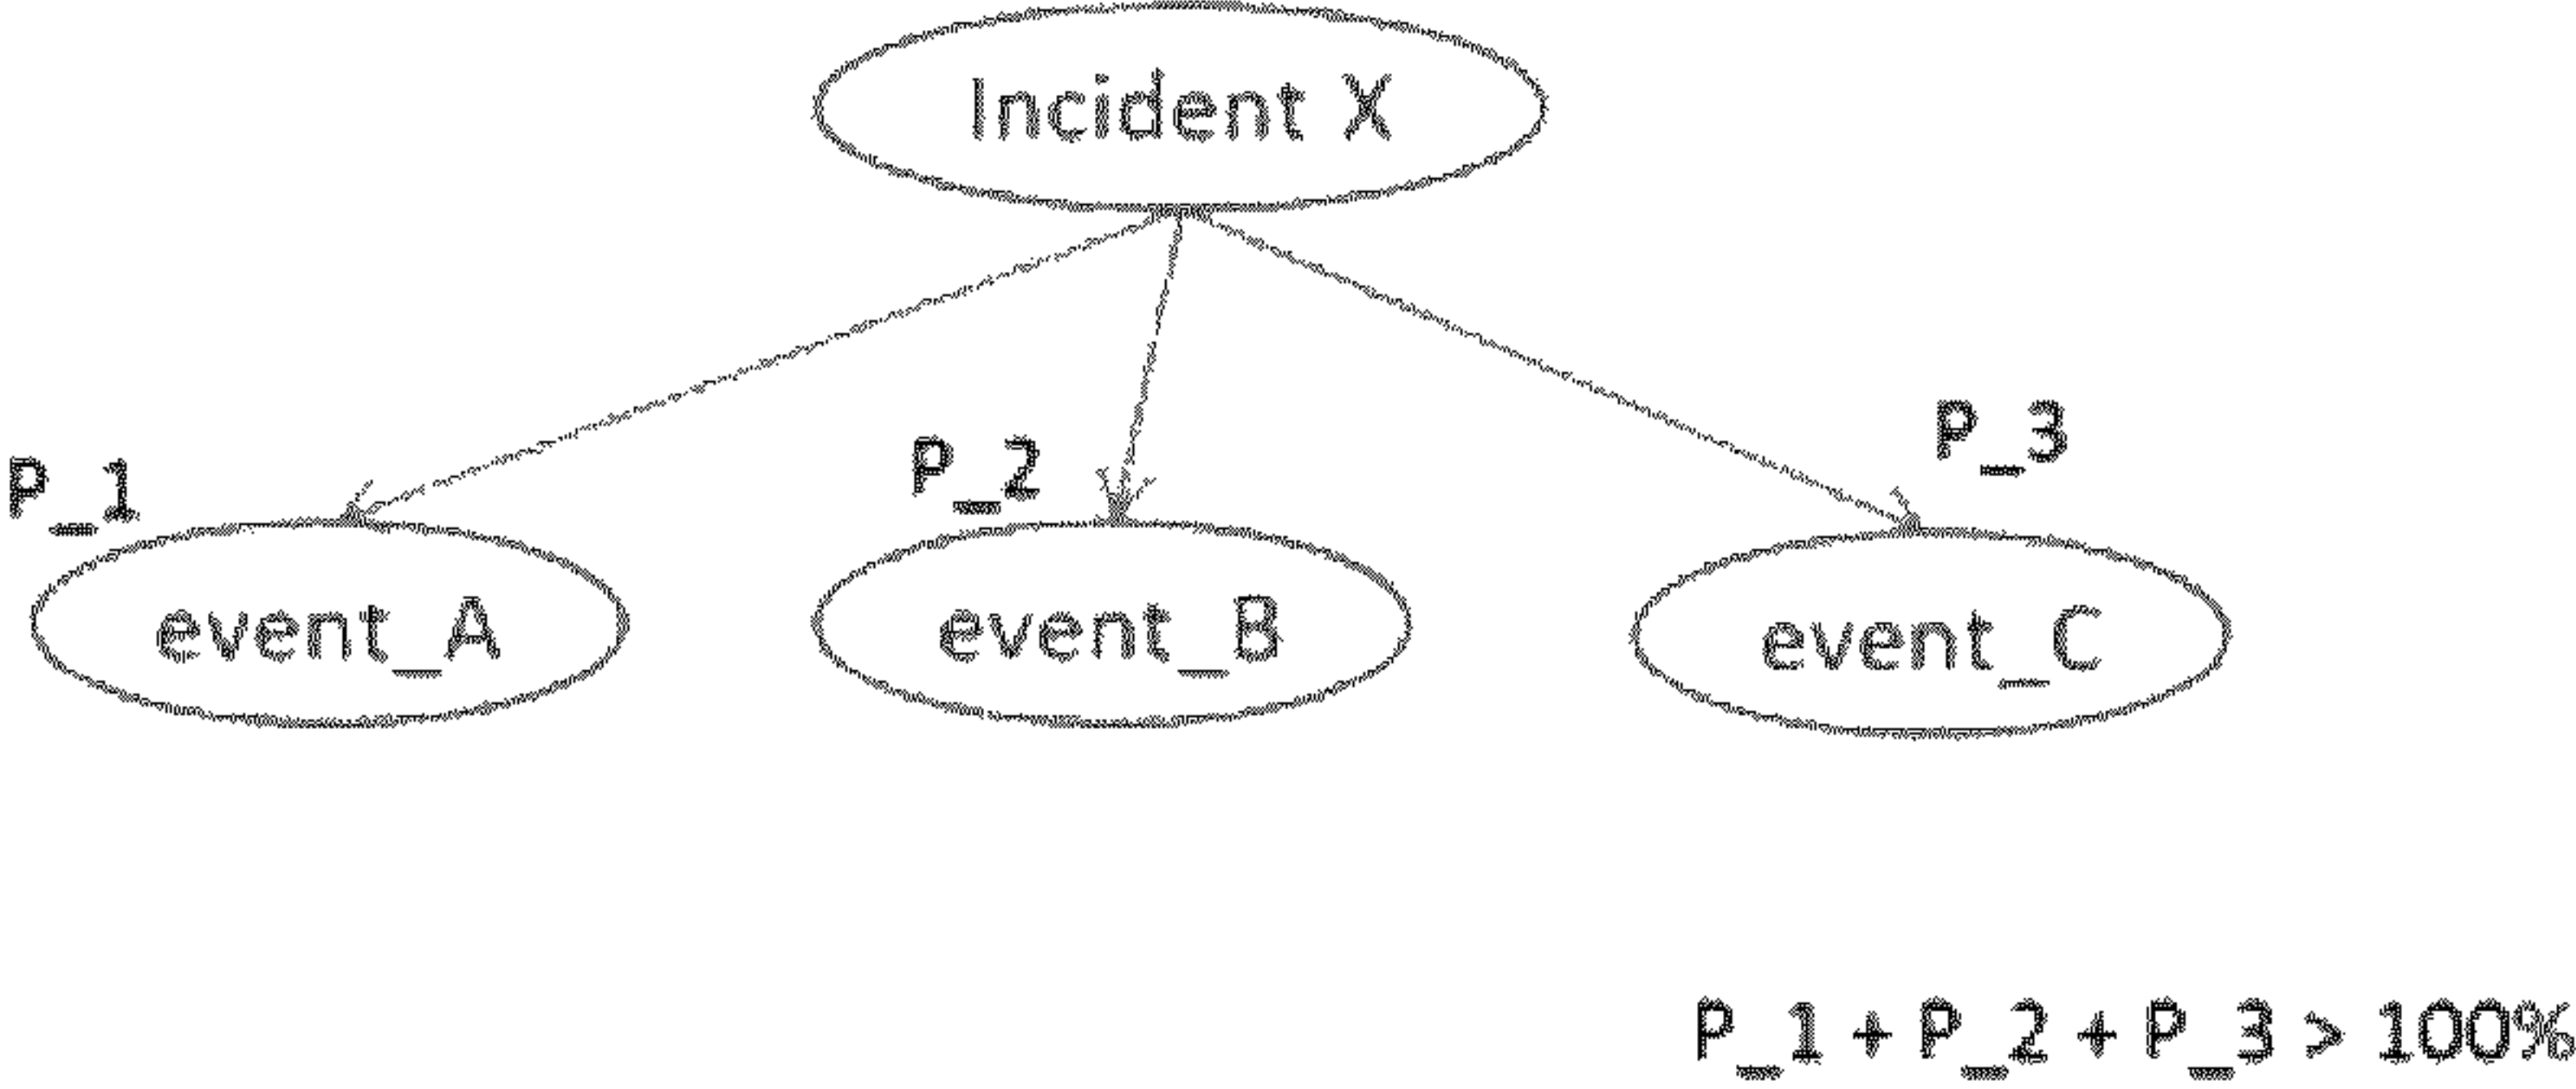 Incident X
P_1
P_2
P_3
event_A
event_B
event_C
P_1 + P_2 + P_3 > 100%